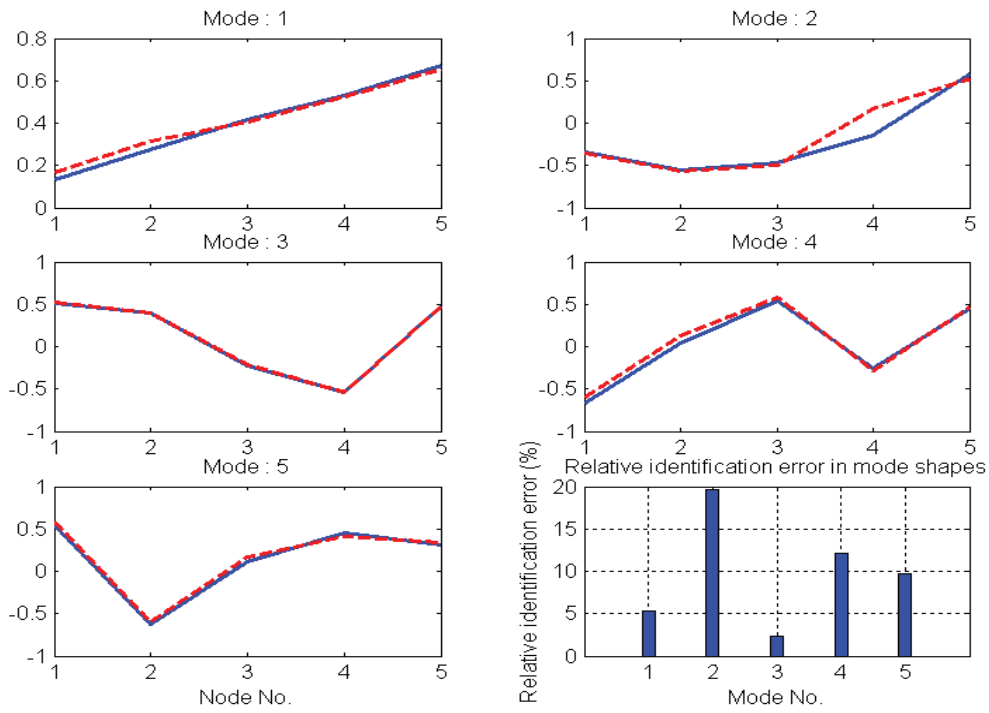 Mode : 1
0.8
0.6
0.4
0.2
0
1 2 3 4 5
Mode : 2
1
0.5
0
-0.5
-1
1 2 3 4 5
Mode : 3
1
0.5
0
-0.5
-1
1 2 3 4 5
Mode : 4
1
0.5
0
-0.5
-1
1 2 3 4 5
Mode : 5
1
0.5
0
-0.5
-1
1 2 3 4 5
Node No.
Relative identification error in mode shapes
Relative identification error (%)
20
15
10
5
0
1 2 3 4 5
Mode No.